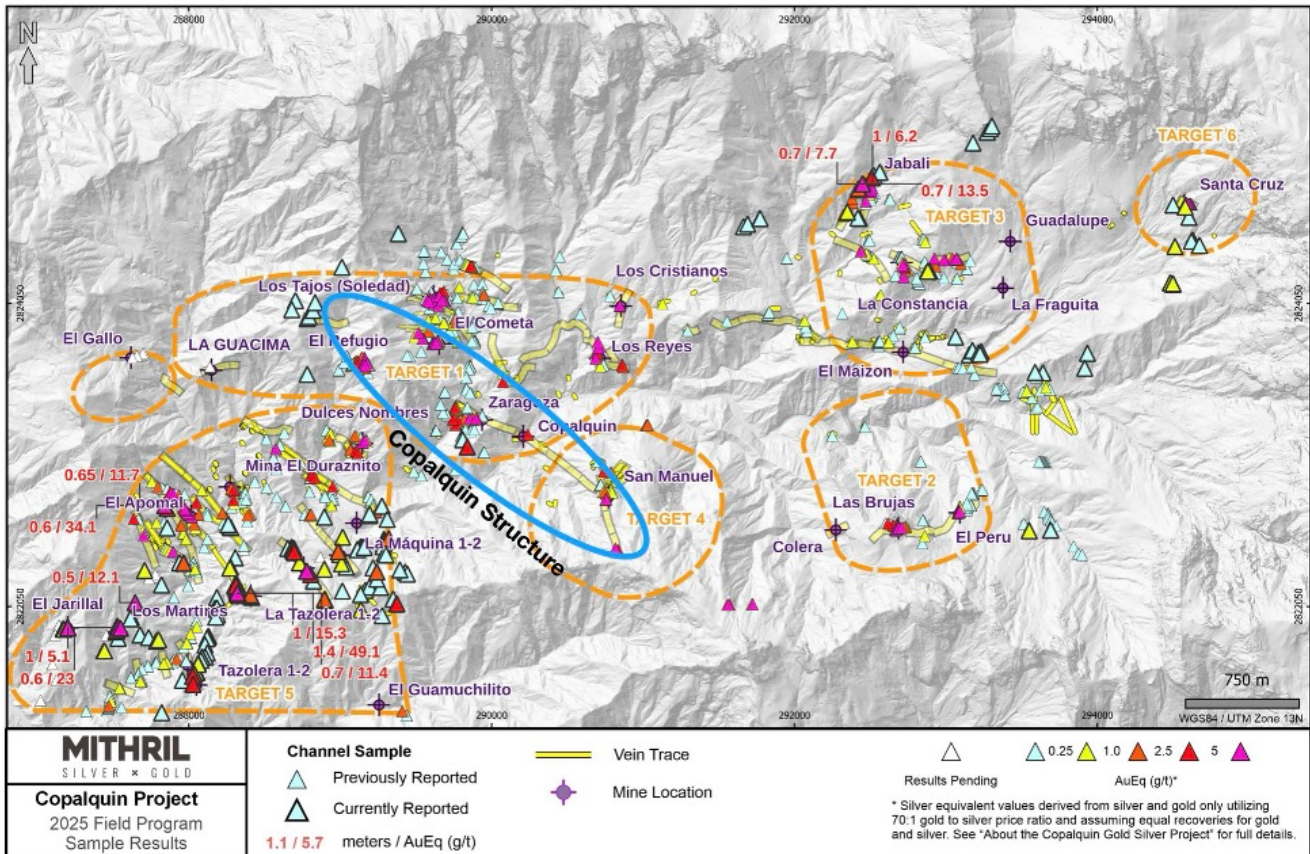 288000
290000
292000
294000
N
TARGET 6
1 / 6.2
0.7 / 7.7
Jabali
0.7 / 13.5
Santa Cruz
TARGET 3
Guadalupe
Los Cristianos
Los Tajos (Soledad)
2824050
2824050
La Constancia
La Fraguita
El Cometa
El Gallo
LA GUACIMA
El Refugio
Los Reyes
TARGET 1
El Maizon
Zaragoza
Dulces Nombres
Copalquin
Copalquin Structure
Mina El Duraznito
0.65 / 11.7
San Manuel
TARGET 2
El Apomal
Las Brujas
0.6 / 34.1
TARGET 4
Colera
El Peru
La Máquina 1-2
0.5 / 12.1
El Jarillal
Los Martires
La Tazolera 1-2
2822050
2822050
1 / 15.3
1.4 / 49.1
1 / 5.1
0.6 / 23
0.7 / 11.4
Tazolera 1-2
TARGET 5
El Guamuchilito
750 m
WGS84 / UTM Zone 13N
288000
290000
292000
294000
MITHRIL
SILVER × GOLD
Copalquin Project
2025 Field Program
Sample Results
Channel Sample
Previously Reported
Currently Reported
1.1 / 5.7 meters / AuEq (g/t)
Vein Trace
Mine Location
0.25 1.0 2.5 5
Results Pending
AuEq (g/t)*
* Silver equivalent values derived from silver and gold only utilizing
70:1 gold to silver price ratio and assuming equal recoveries for gold
and silver. See "About the Copalquin Gold Silver Project" for full details.